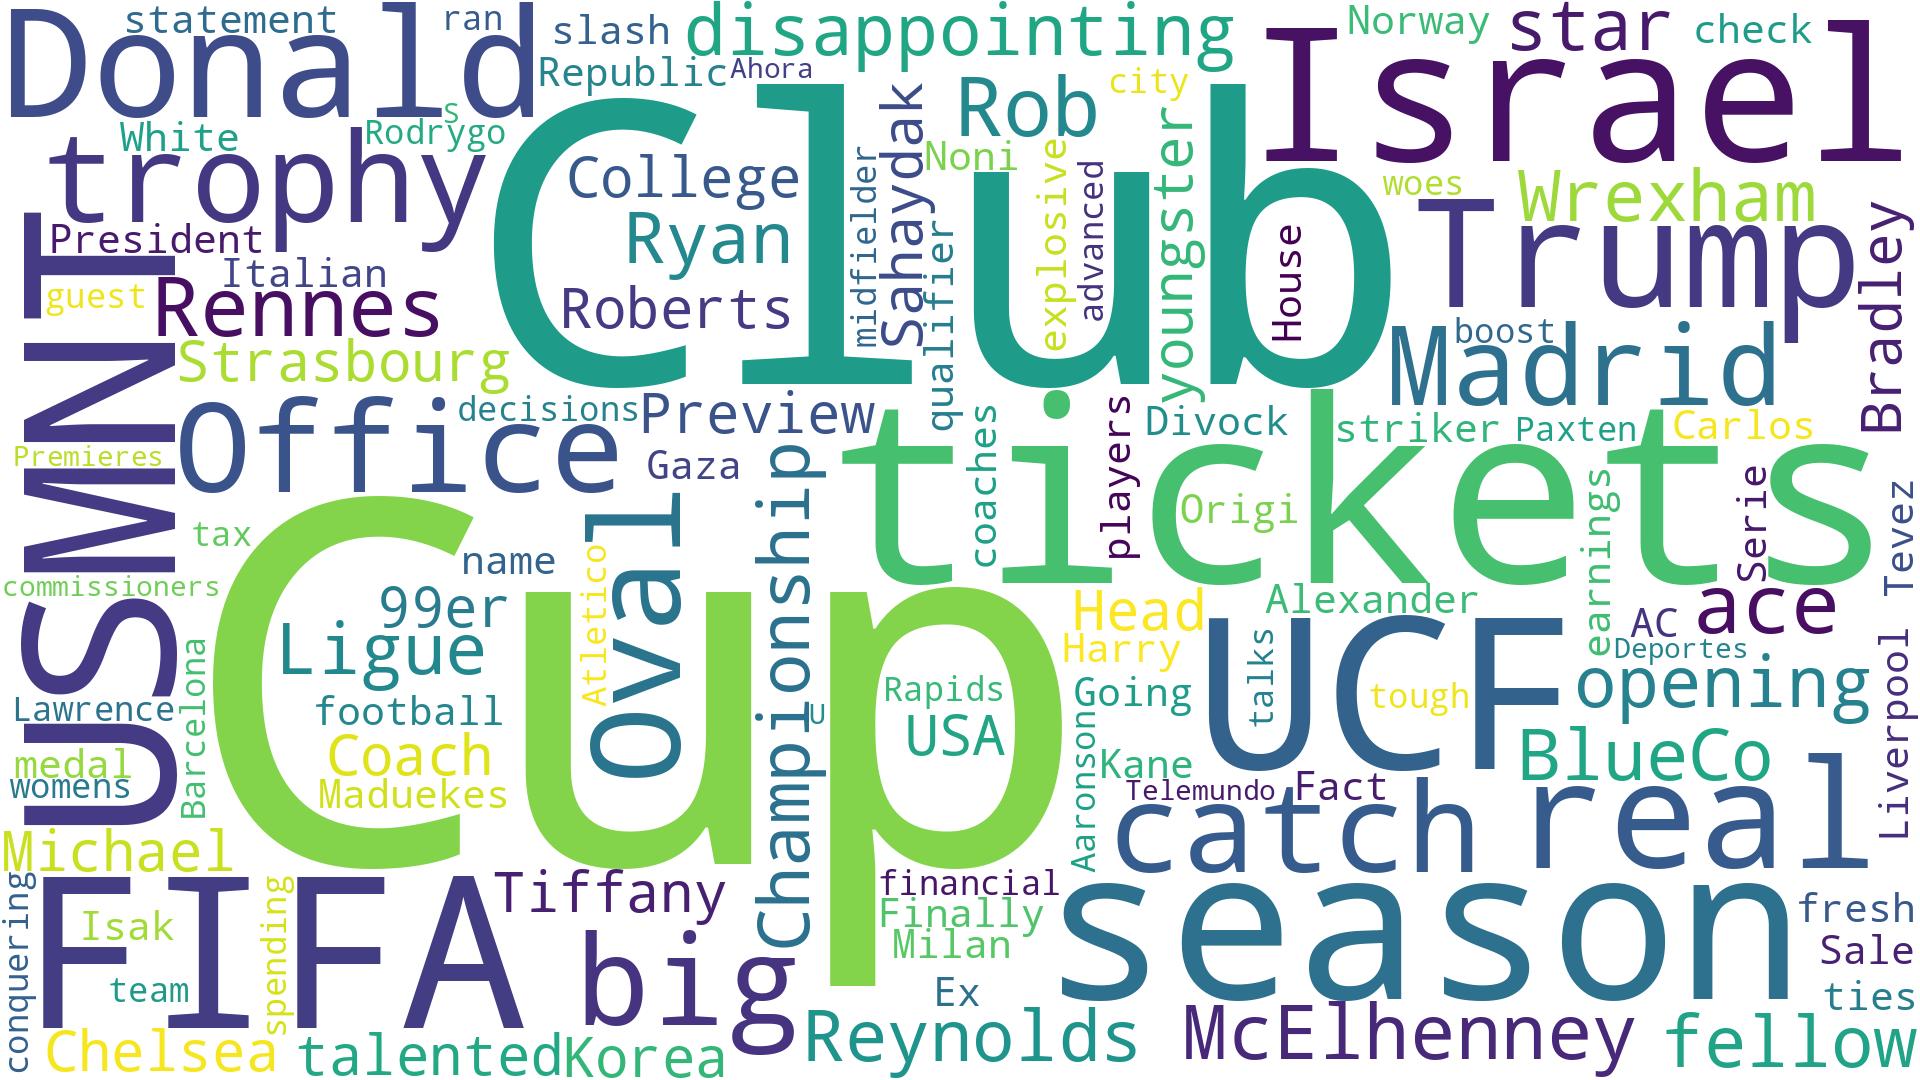 Donald
statement
ran
slash
disappointing
Israel
Norway
star
check
Republic
Ahora
S
White
Rodrygo
trophy
Club
College
Ryan
Roberts
midfielder
Sahaydak
Rob
city
Noni
qualifier
explosive
advanced
youngster
House
woes
Wrexham
Trump
Bradley
President
Italian
guest
Rennes
Strasbourg
USMNT
boost
Madrid
Office
decisions
Preview
Gaza
Premieres
tickets
coaches
players
Divock
striker
Paxten
Carlos
Origi
earnings
Serie
Tevez
tax
name
commissioners
Cup
99er
Ligue
Atletico
Oval
Championship
football
Coach
Maduekes
Rapids
USA
U
Head
Harry
Alexander
AC
ace
Deportes
Going
talks
tough
UCF
opening
Liverpool
Lawrence
medal
womens
Barcelona
Aaronson
Kane
Telemundo
Fact
BlueCo
catch
real
Michael
conquering
FIFA
Isak
team
spending
Tiffany
big
financial
Finally
Milan
Ex
season
fresh
Sale
ties
Chelsea
talented
Korea
Reynolds
McElhenney
fellow